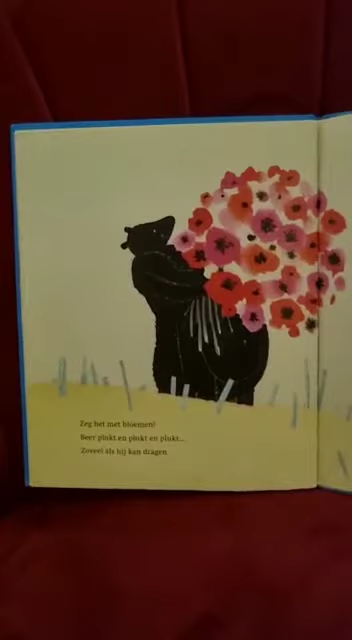 Zeg het met bloemen!
Beer plukt en plukt en plukt...
Zoveel als hij kan dragen.